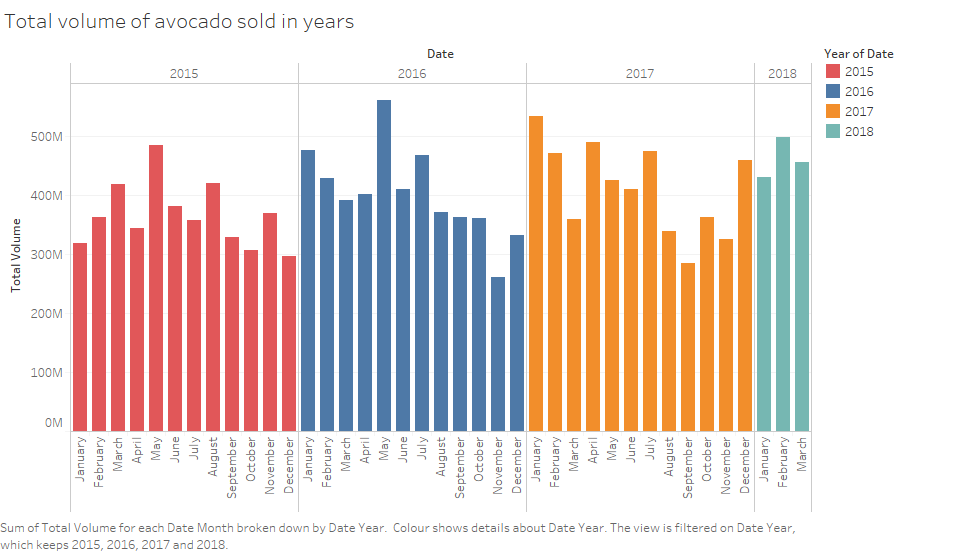 Total volume of avocado sold in years
Date
2015 2016 2017 2018
Year of Date
2015
2016
2017
2018
Total Volume
500M
400M
300M
200M
100M
0M
January February March April May June July August September October November December January February March April May June July August September October November December January February March April May June July August September October November December January February March
Sum of Total Volume for each Date Month broken down by Date Year. Colour shows details about Date Year. The view is filtered on Date Year,
which keeps 2015, 2016, 2017 and 2018.